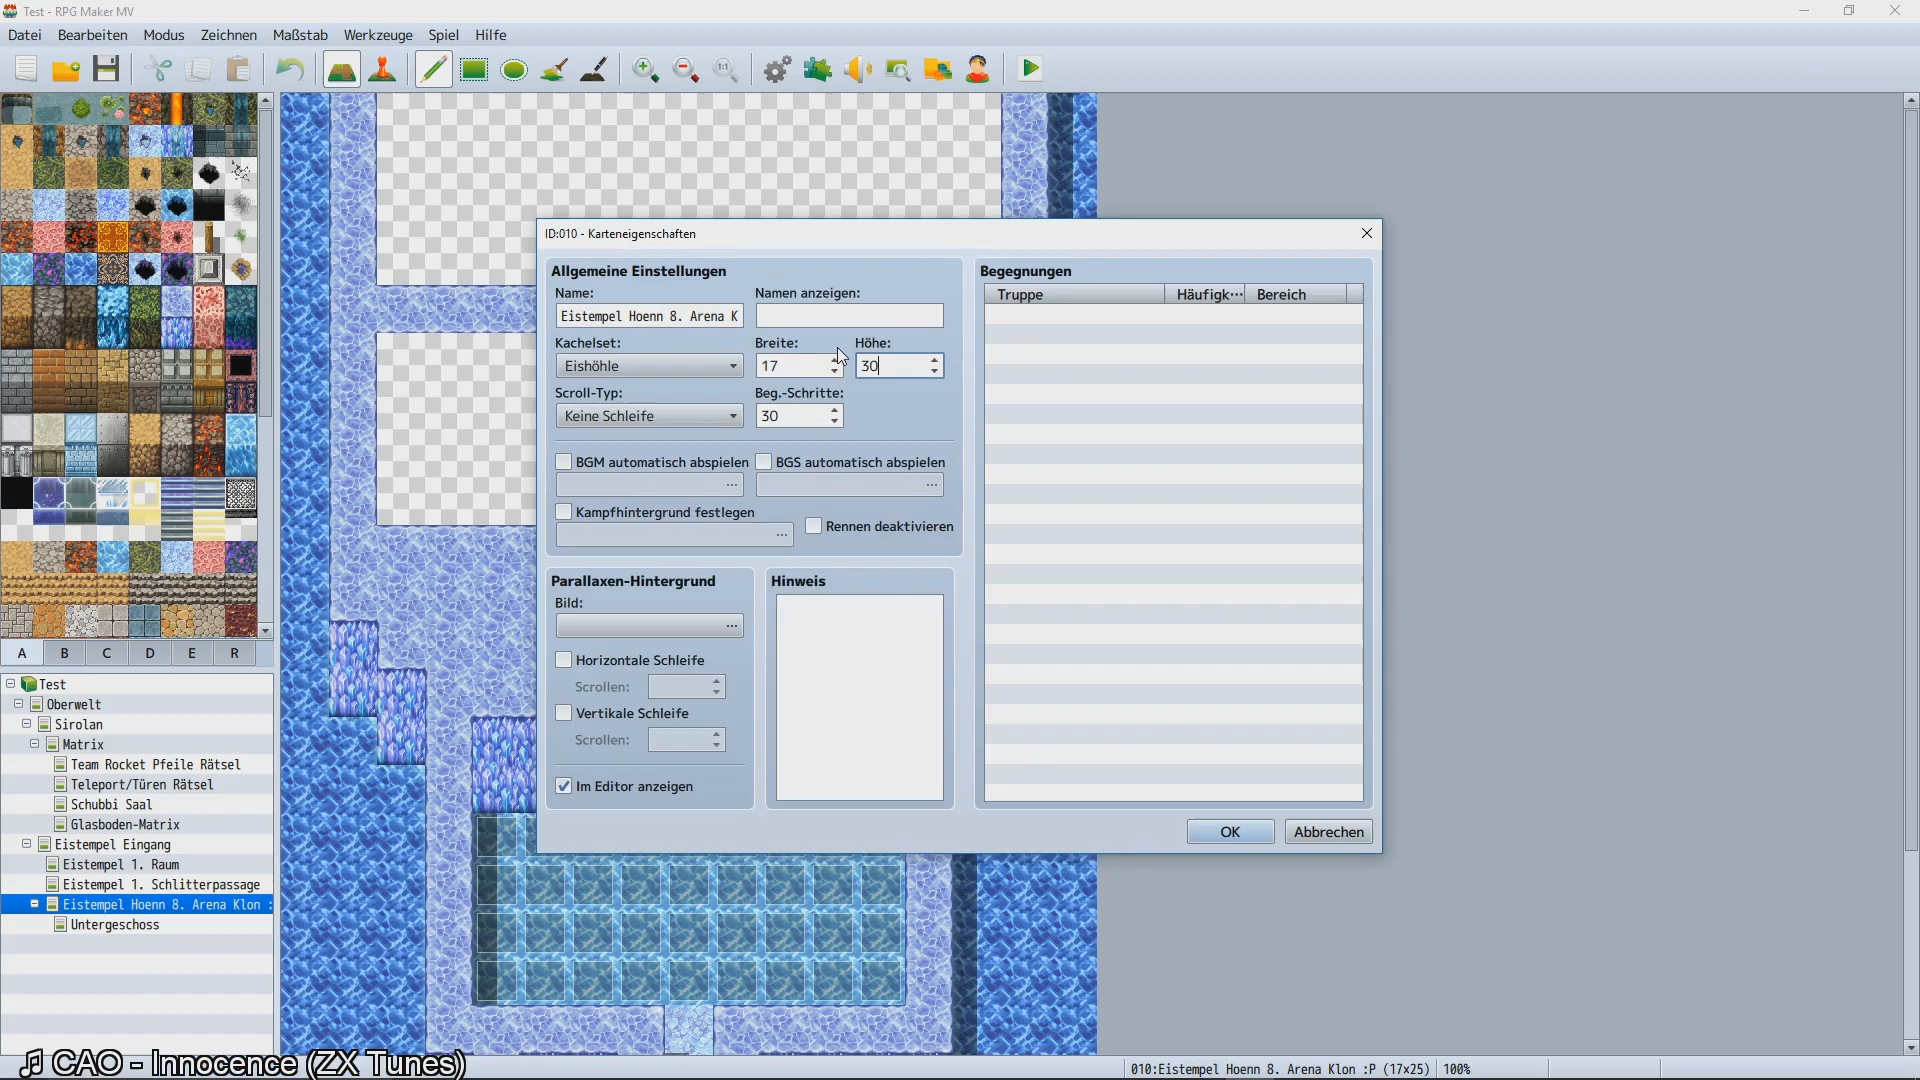 Test - RPG Maker MV
Datei Bearbeiten Modus Zeichnen Maßstab Werkzeuge Spiel Hilfe
1:1
A B C D E R
Test
Oberwelt
Sirolan
Matrix
Team Rocket Pfeile Rätsel
Teleport/Türen Rätsel
Schubbi Saal
Glasboden-Matrix
Eistempel Eingang
Eistempel 1. Raum
Eistempel 1. Schlitterpassage
Eistempel Hoenn 8. Arena Klon :
Untergeschoss
ID:010 - Karteneigenschaften
Allgemeine Einstellungen
Name: Namen anzeigen:
Eistempel Hoenn 8. Arena K
Kachelset: Breite: Höhe:
Eishöhle 17 30
Scroll-Typ: Beg.-Schritte:
Keine Schleife 30
BGM automatisch abspielen BGS automatisch abspielen
... ...
Kampfhintergrund festlegen
Rennen deaktivieren
...
Parallaxen-Hintergrund
Bild:
...
Horizontale Schleife
Scrollen:
Vertikale Schleife
Scrollen:
Im Editor anzeigen
Hinweis
Begegnungen
Truppe Häufigk··· Bereich
OK Abbrechen
♫ CAO - Innocence (ZX Tunes)
010:Eistempel Hoenn 8. Arena Klon :P (17x25) 100%